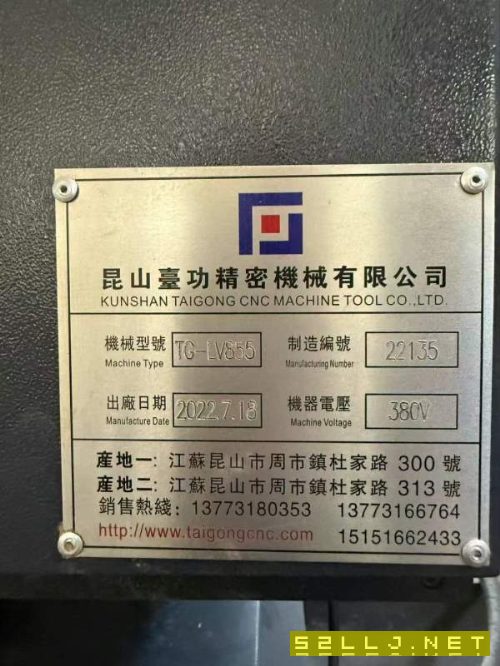 昆山臺功精密機械有限公司
KUNSHAN TAIGONG CNC MACHINE TOOL CO.,LTD.
機械型號 TG-LV855 制造編號 22135
Machine Type Manufacturing Number
出廠日期 2022.7.18 機器電壓 380V
Manufacture Date Machine Voltage
産地一: 江蘇昆山市周市鎮杜家路 300 號
産地二: 江蘇昆山市周市鎮杜家路 313 號
銷售熱綫: 13773180353 13773166764
http://www.taigongcnc.com 15151662433
52LLJ.NET